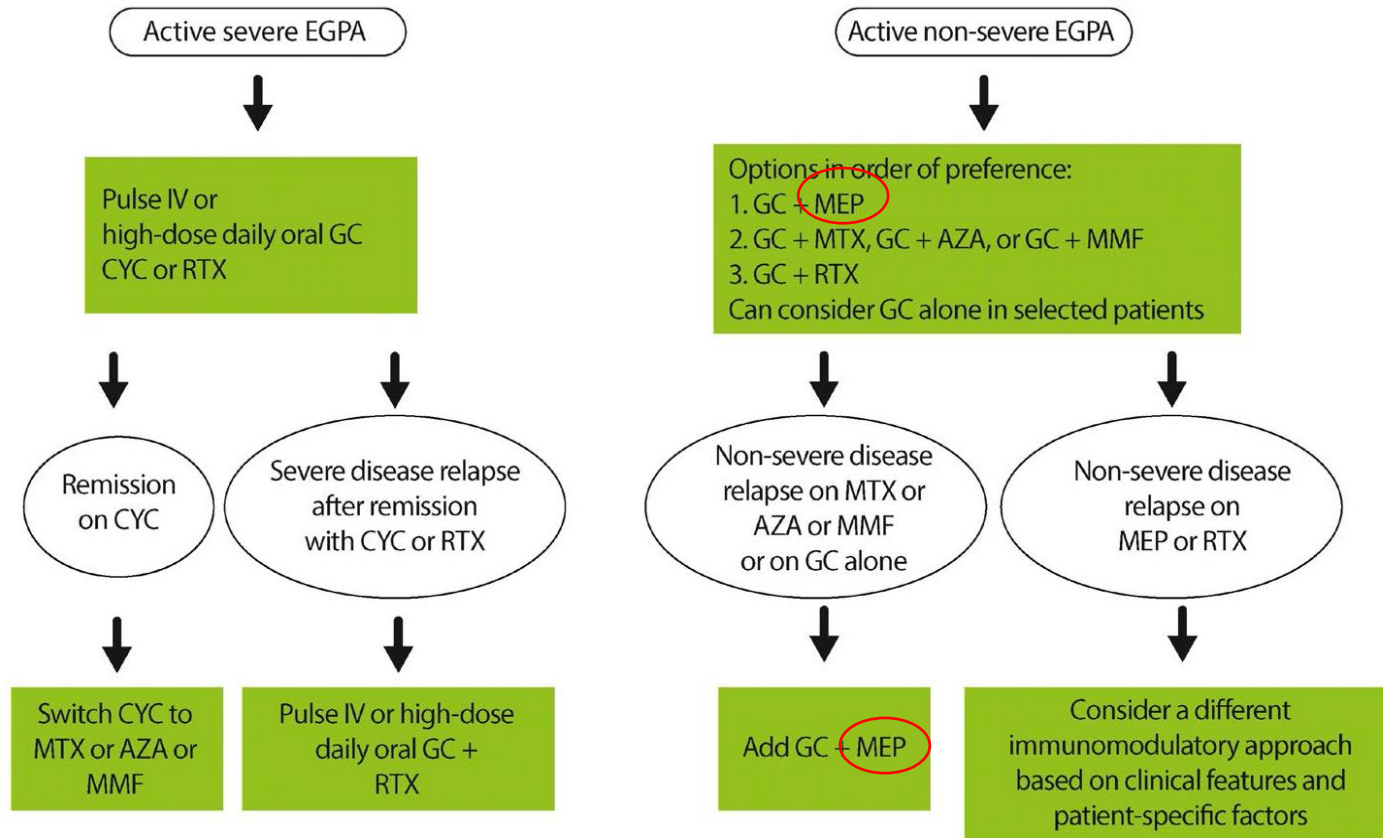 Active severe EGPA
Active non-severe EGPA
Pulse IV or
high-dose daily oral GC
CYC or RTX
Options in order of preference:
1. GC + MEP
2. GC + MTX, GC + AZA, or GC + MMF
3. GC + RTX
Can consider GC alone in selected patients
Remission
on CYC
Severe disease relapse
after remission
with CYC or RTX
Non-severe disease
relapse on MTX or
AZA or MMF
or on GC alone
Non-severe disease
relapse on
MEP or RTX
Switch CYC to
MTX or AZA or
MMF
Pulse IV or high-dose
daily oral GC +
RTX
Add GC + MEP
Consider a different
immunomodulatory approach
based on clinical features and
patient-specific factors